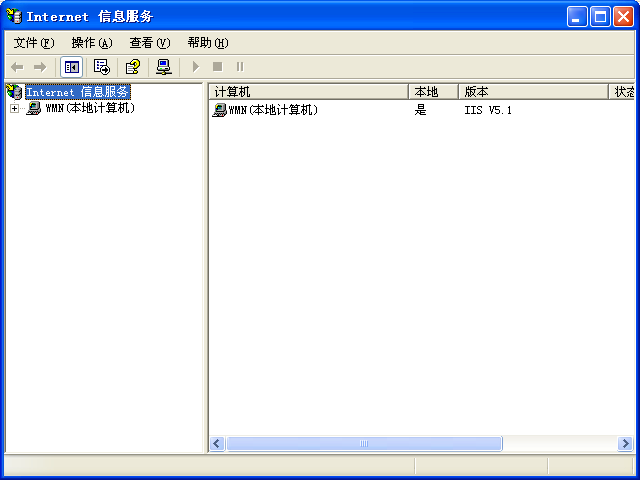 Internet 信息服务
文件(F) 操作(A) 查看(V) 帮助(H)
Internet 信息服务
WMN(本地计算机)
计算机 本地 版本 状态
WMN(本地计算机) 是 IIS V5.1